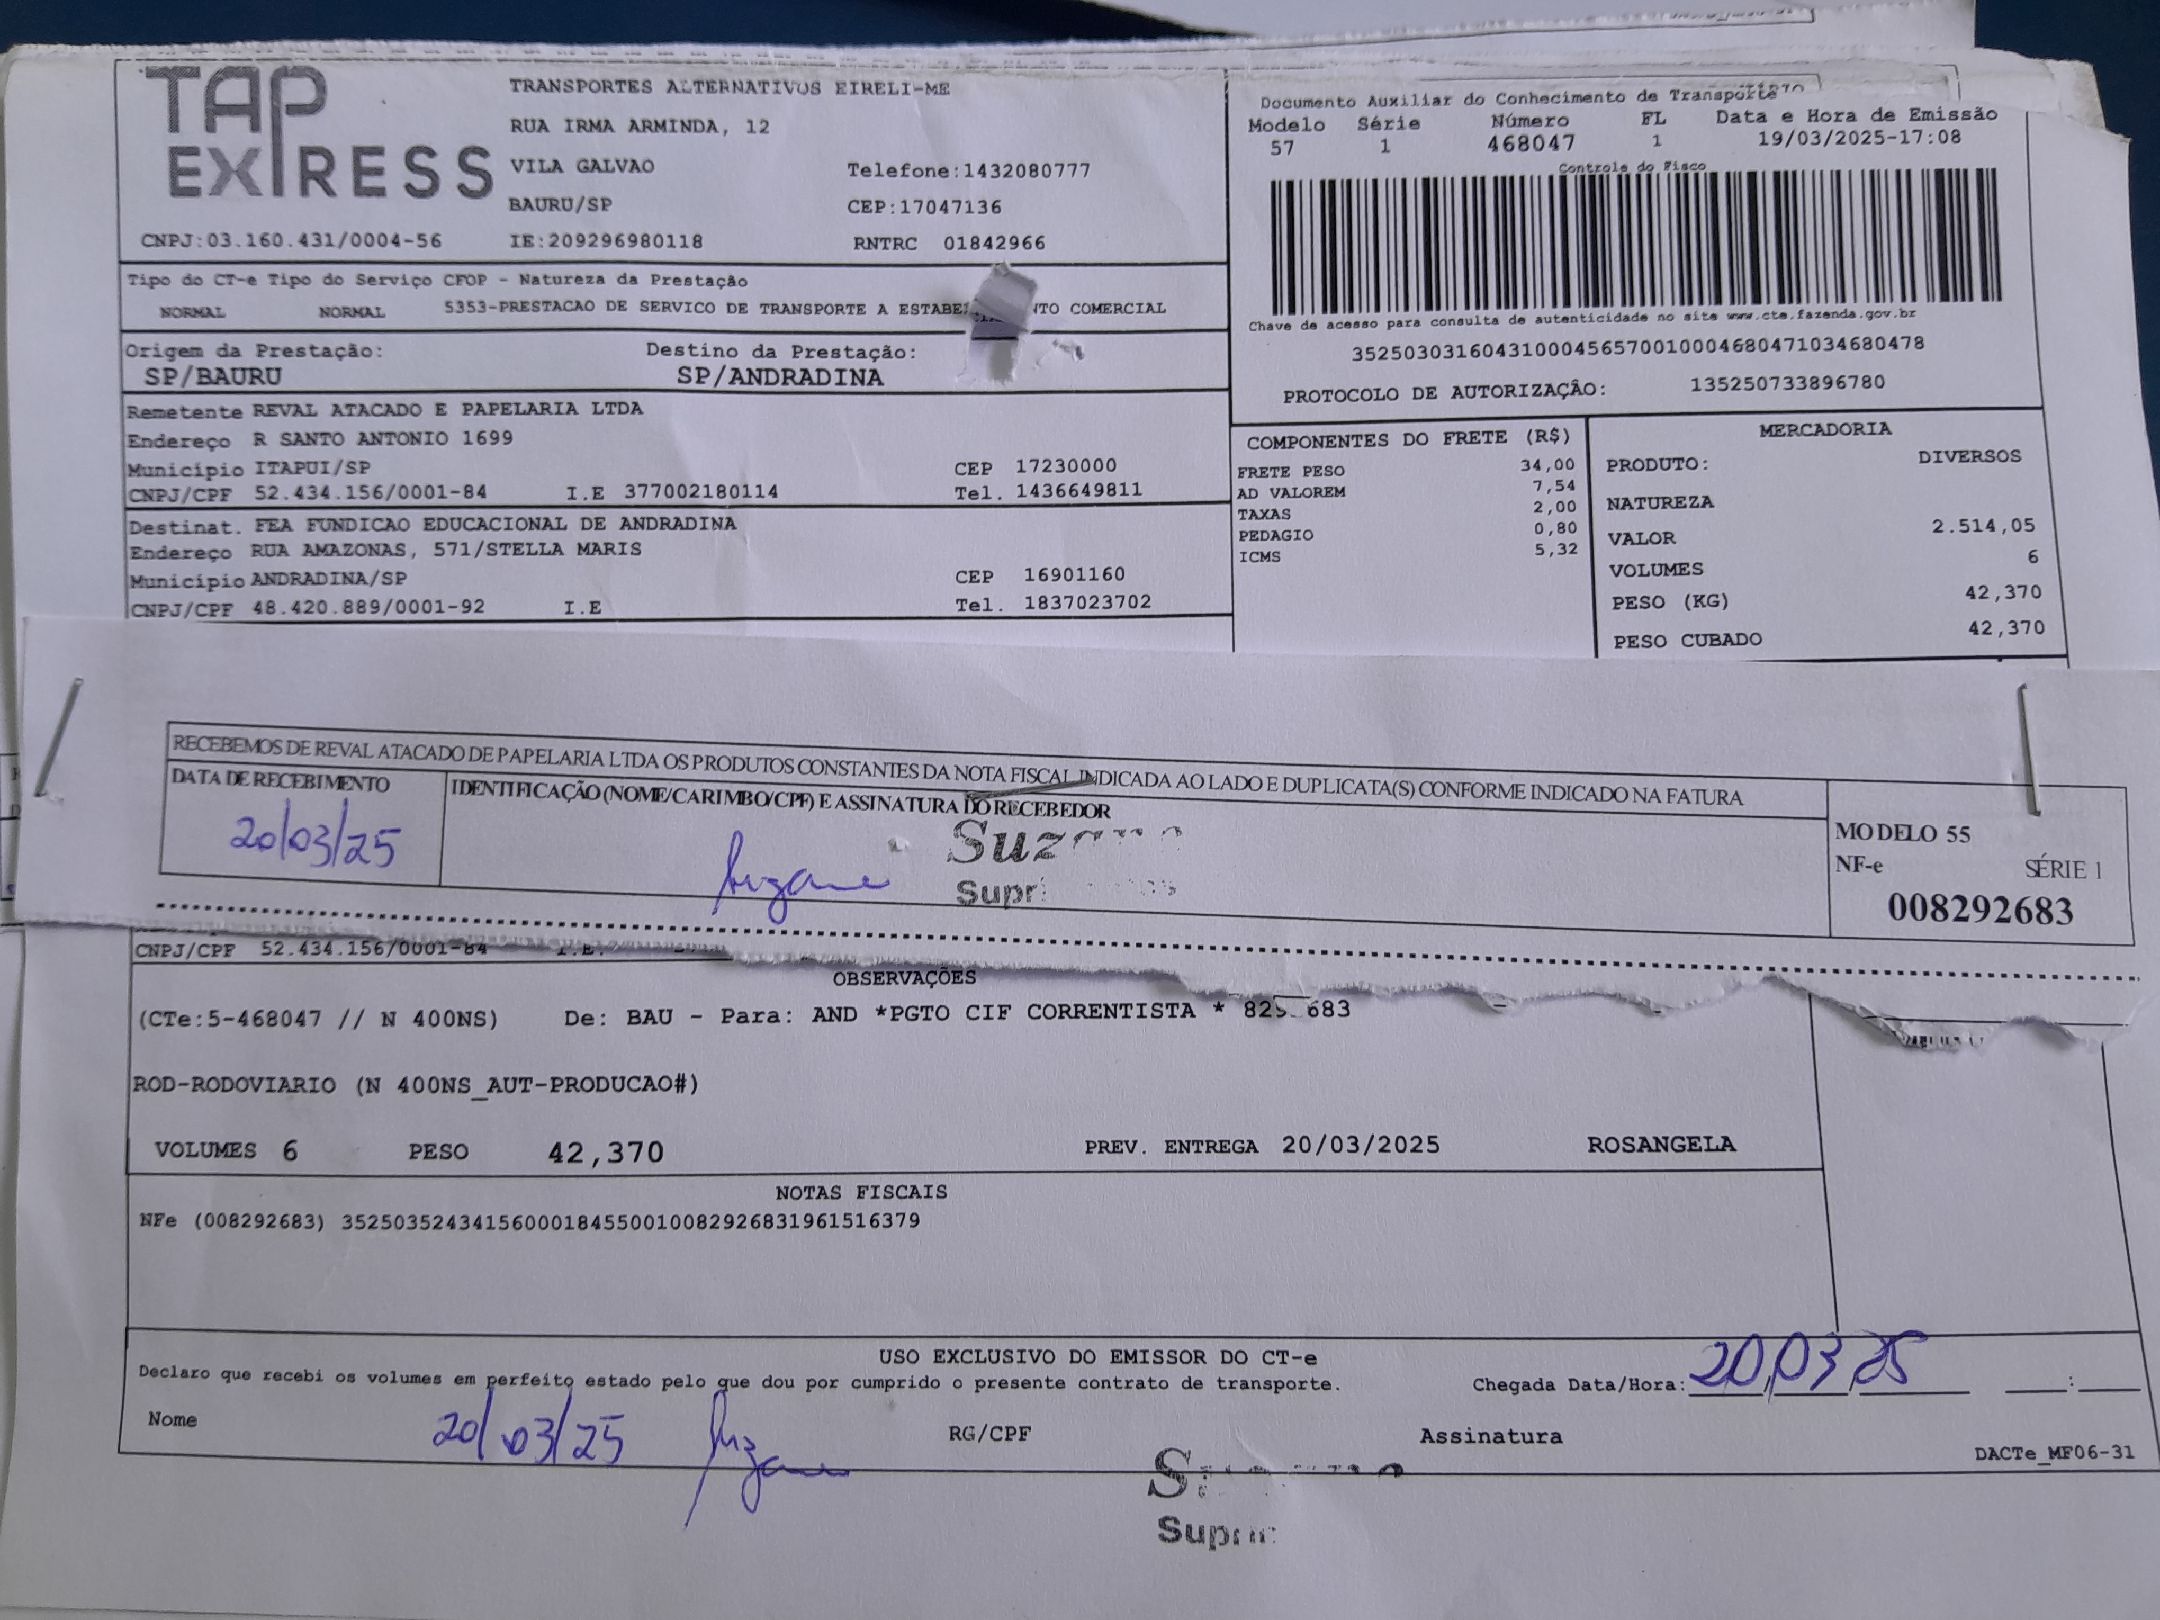 TAP EXPRESS
TRANSPORTES ALTERNATIVOS EIRELI-ME
RUA IRMA ARMINDA, 12
VILA GALVAO Telefone:1432080777
BAURU/SP CEP:17047136
CNPJ:03.160.431/0004-56 IE:209296980118 RNTRC 01842966
Documento Auxiliar do Conhecimento de Transporte
Modelo Série Número FL Data e Hora de Emissão
57 1 468047 1 19/03/2025-17:08
Controle do Fisco
Chave de acesso para consulta de autenticidade no site www.cte.fazenda.gov.br
35250303160431000456570010004680471034680478
PROTOCOLO DE AUTORIZAÇÃO: 135250733896780
Tipo do CT-e Tipo do Serviço CFOP - Natureza da Prestação
NORMAL NORMAL 5353-PRESTACAO DE SERVICO DE TRANSPORTE A COMERCIAL
Origem da Prestação: Destino da Prestação:
SP/BAURU SP/ANDRADINA
Remetente REVAL ATACADO E PAPELARIA LTDA
Endereço R SANTO ANTONIO 1699
Município ITAPUI/SP CEP 17230000
CNPJ/CPF 52.434.156/0001-84 I.E 377002180114 Tel. 1436649811
Destinat. FEA FUNDICAO EDUCACIONAL DE ANDRADINA
Endereço RUA AMAZONAS, 571/STELLA MARIS
Município ANDRADINA/SP CEP 16901160
CNPJ/CPF 48.420.889/0001-92 I.E Tel. 1837023702
COMPONENTES DO FRETE (R$)
FRETE PESO 34,00
AD VALOREM 7,54
TAXAS 2,00
PEDAGIO 0,80
ICMS 5,32
MERCADORIA
PRODUTO: DIVERSOS
NATUREZA
VALOR 2.514,05
VOLUMES 6
PESO (KG) 42,370
PESO CUBADO 42,370
RECEBEMOS DE REVAL ATACADO DE PAPELARIA LTDA OS PRODUTOS CONSTANTES DA NOTA FISCAL INDICADA AO LADO E DUPLICATA(S) CONFORME INDICADO NA FATURA
DATA DE RECEBIMENTO IDENTIFICAÇÃO (NOME/CARIMBO/CPF) E ASSINATURA DO RECEBEDOR
20/03/25
MODELO 55
NF-e SÉRIE 1
008292683
CNPJ/CPF 52.434.156/0001-84 I.E.
OBSERVAÇÕES
(CTe:5-468047 // N 400NS) De: BAU - Para: AND *PGTO CIF CORRENTISTA *
ROD-RODOVIARIO (N 400NS_AUT-PRODUCAO#)
VOLUMES 6 PESO 42,370 PREV. ENTREGA 20/03/2025 ROSANGELA
NOTAS FISCAIS
NFe (008292683) 35250352434156000184550010082926831961516379
USO EXCLUSIVO DO EMISSOR DO CT-e
Declaro que recebi os volumes em perfeito estado pelo que dou por cumprido o presente contrato de transporte. Chegada Data/Hora: 20,03,25 :
Nome 20/03/25 RG/CPF Assinatura
DACTe_MF06-31